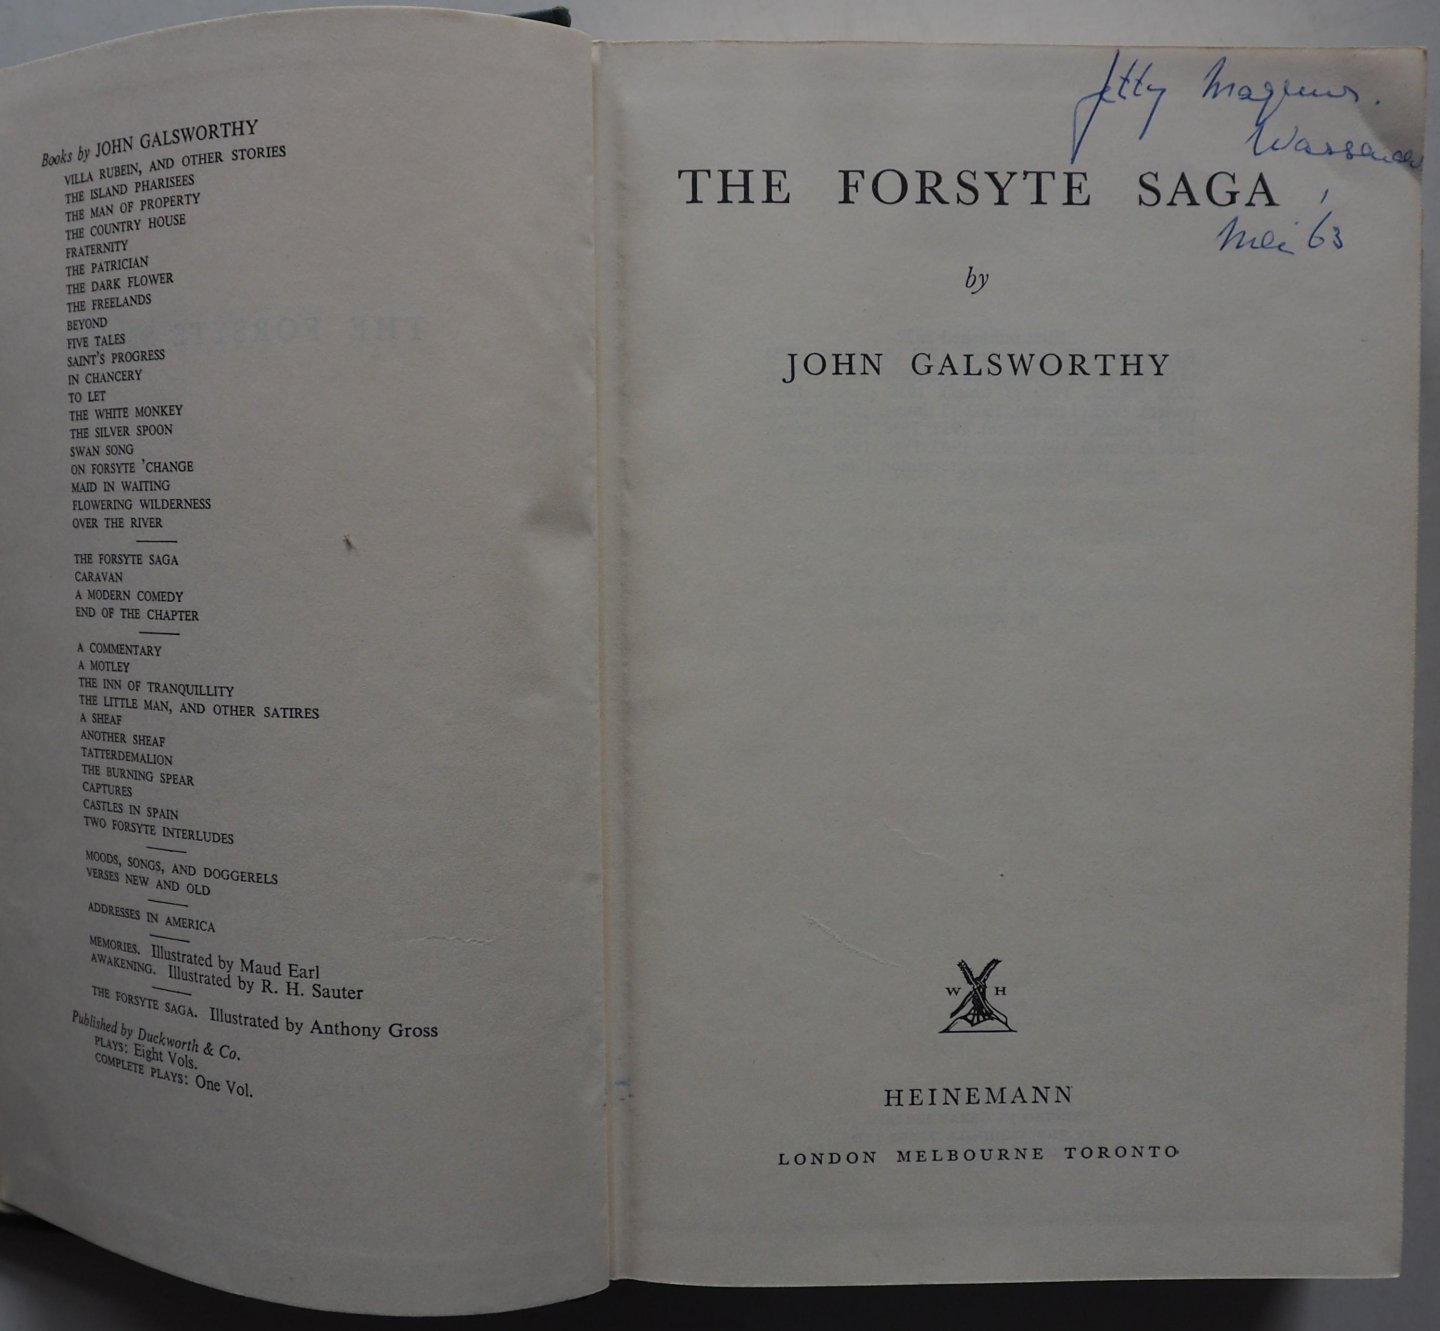 Books by JOHN GALSWORTHY
VILLA RUBEIN, AND OTHER STORIES
THE ISLAND PHARISEES
THE MAN OF PROPERTY
THE COUNTRY HOUSE
FRATERNITY
THE PATRICIAN
THE DARK FLOWER
THE FREELANDS
BEYOND
FIVE TALES
SAINT'S PROGRESS
IN CHANCERY
TO LET
THE WHITE MONKEY
THE SILVER SPOON
SWAN SONG
ON FORSYTE 'CHANGE
MAID IN WAITING
FLOWERING WILDERNESS
OVER THE RIVER
THE FORSYTE SAGA
CARAVAN
A MODERN COMEDY
END OF THE CHAPTER
A COMMENTARY
A MOTLEY
THE INN OF TRANQUILLITY
THE LITTLE MAN, AND OTHER SATIRES
A SHEAF
ANOTHER SHEAF
TATTERDEMALION
THE BURNING SPEAR
CAPTURES
CASTLES IN SPAIN
TWO FORSYTE INTERLUDES
MOODS, SONGS, AND DOGGERELS
VERSES NEW AND OLD
ADDRESSES IN AMERICA
MEMORIES. Illustrated by Maud Earl
AWAKENING. Illustrated by R. H. Sauter
THE FORSYTE SAGA. Illustrated by Anthony Gross
Published by Duckworth & Co.
PLAYS: Eight Vols.
COMPLETE PLAYS: One Vol.
Jetty
THE FORSYTE SAGA
Mei '63
by
JOHN GALSWORTHY
W H
HEINEMANN
LONDON MELBOURNE TORONTO